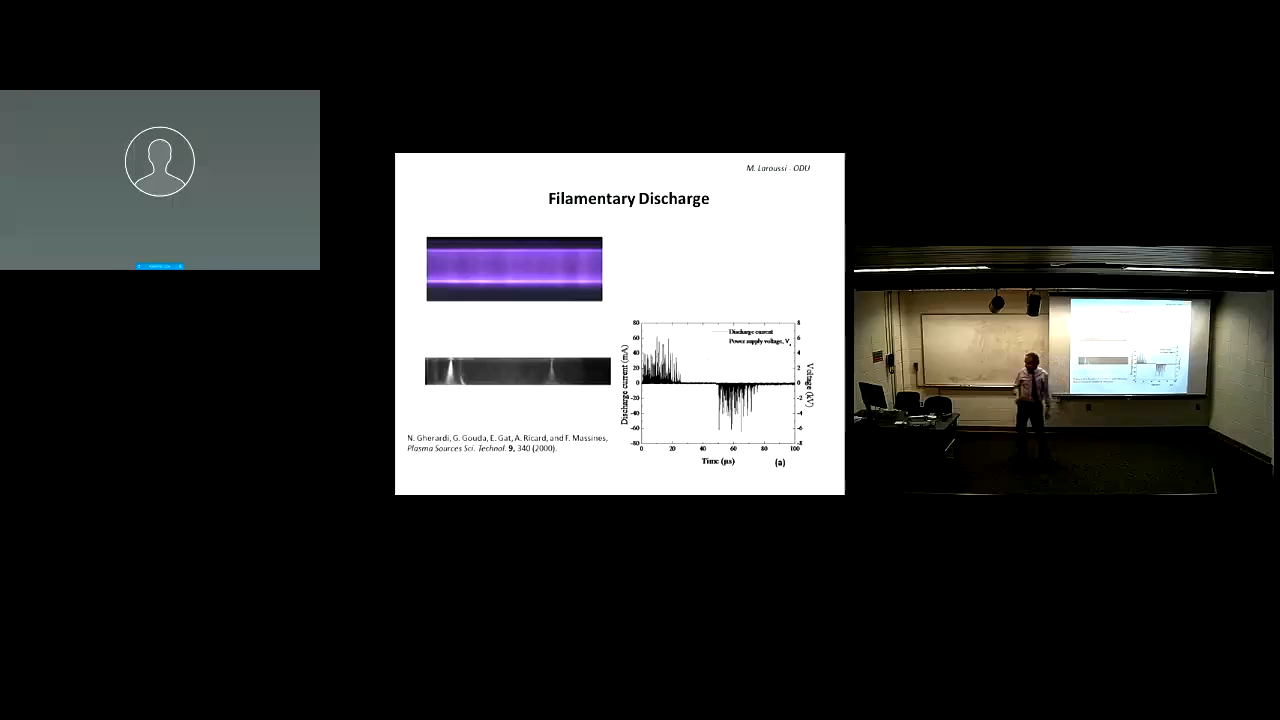 M. Laroussi - ODU
Filamentary Discharge
80
60
40
20
0
-20
-40
-60
-80
Discharge current (mA)
Discharge current
Power supply voltage, Vₐ
8
6
4
2
0
-2
-4
-6
-8
Voltage (kV)
0 20 40 60 80 100
Time (μs)
(a)
N. Gherardi, G. Gouda, E. Gat, A. Ricard, and F. Massines,
Plasma Sources Sci. Technol. 9, 340 (2000).